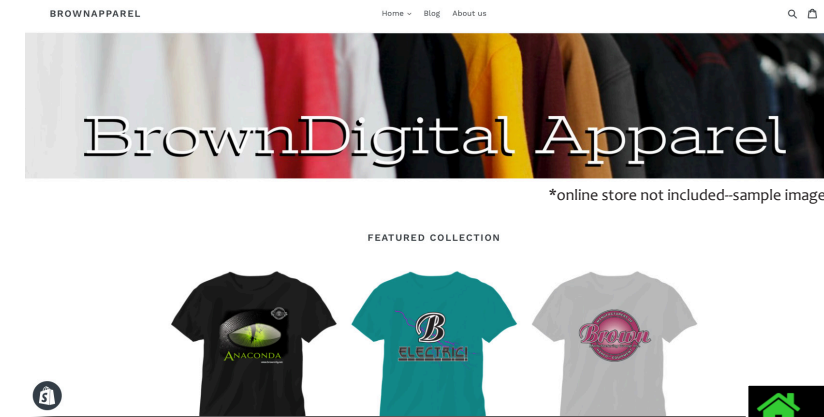 BROWNAPPAREL
Home Blog About us
BrownDigital Apparel
*online store not included--sample image
FEATURED COLLECTION
ANACONDA
B
ELECTRIC!
Brown